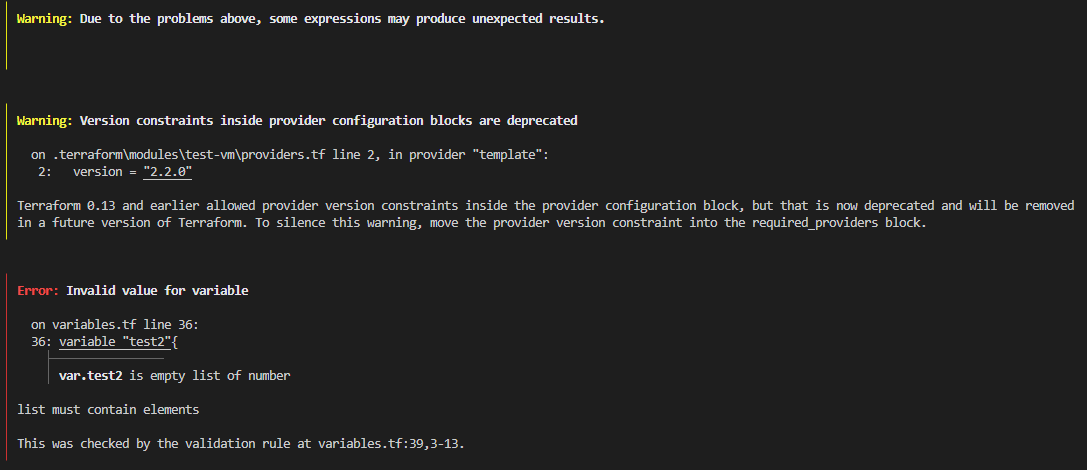 Warning: Due to the problems above, some expressions may produce unexpected results.
Warning: Version constraints inside provider configuration blocks are deprecated
on .terraform\modules\test-vm\providers.tf line 2, in provider "template":
2: version = "2.2.0"
Terraform 0.13 and earlier allowed provider version constraints inside the provider configuration block, but that is now deprecated and will be removed
in a future version of Terraform. To silence this warning, move the provider version constraint into the required_providers block.
Error: Invalid value for variable
on variables.tf line 36:
36: variable "test2"{
var.test2 is empty list of number
list must contain elements
This was checked by the validation rule at variables.tf:39,3-13.